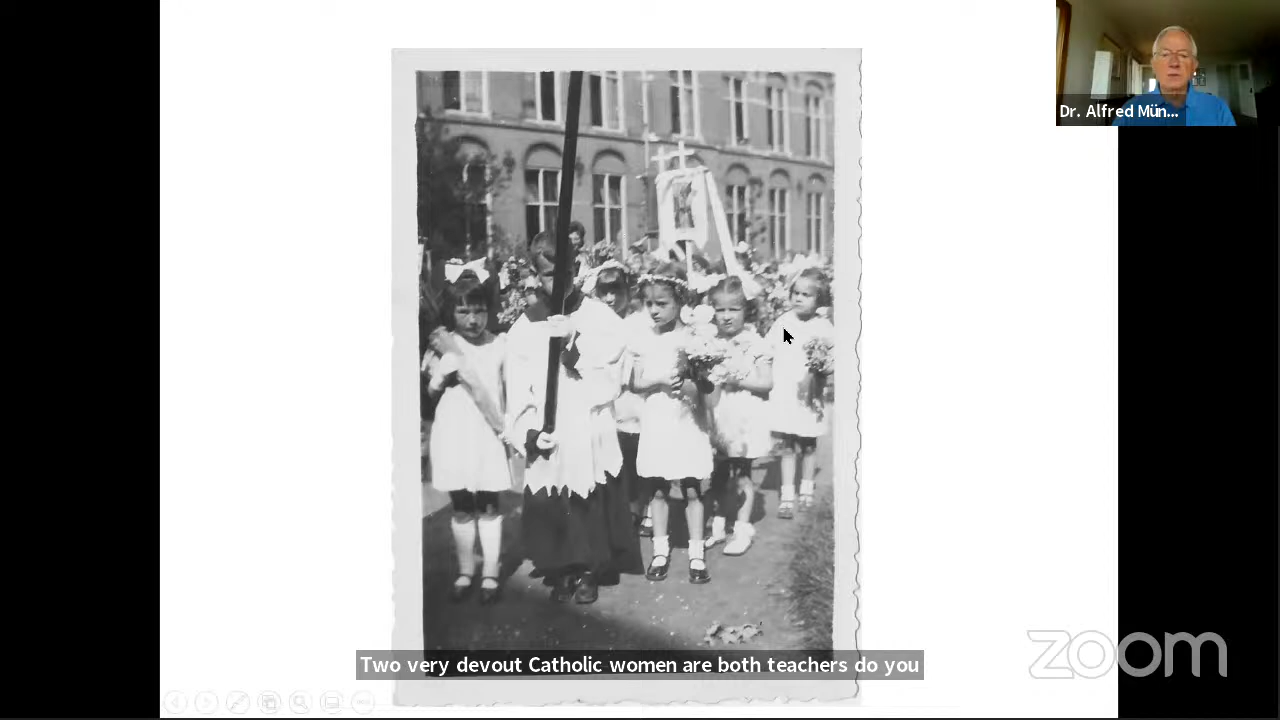 Dr. Alfred Mün...
Two very devout Catholic women are both teachers do you
zoom